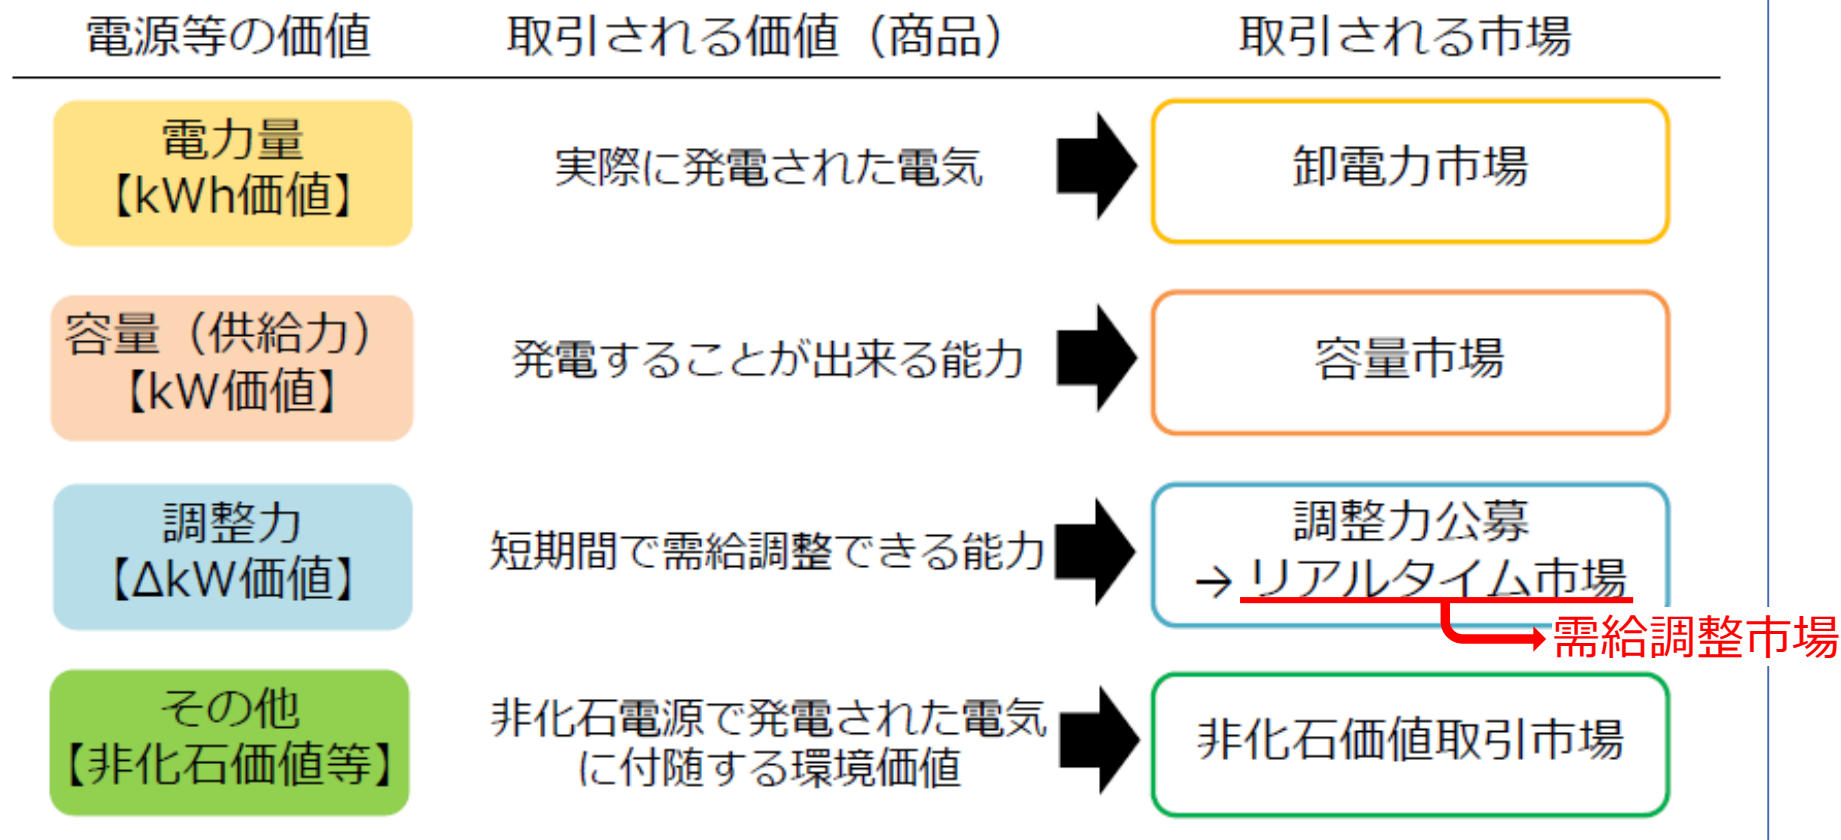 電源等の価値
取引される価値（商品）
取引される市場
電力量
【kWh価値】
実際に発電された電気
卸電力市場
容量（供給力）
【kW価値】
発電することが出来る能力
容量市場
調整力
【ΔkW価値】
短期間で需給調整できる能力
調整力公募
→リアルタイム市場
需給調整市場
その他
【非化石価値等】
非化石電源で発電された電気
に付随する環境価値
非化石価値取引市場